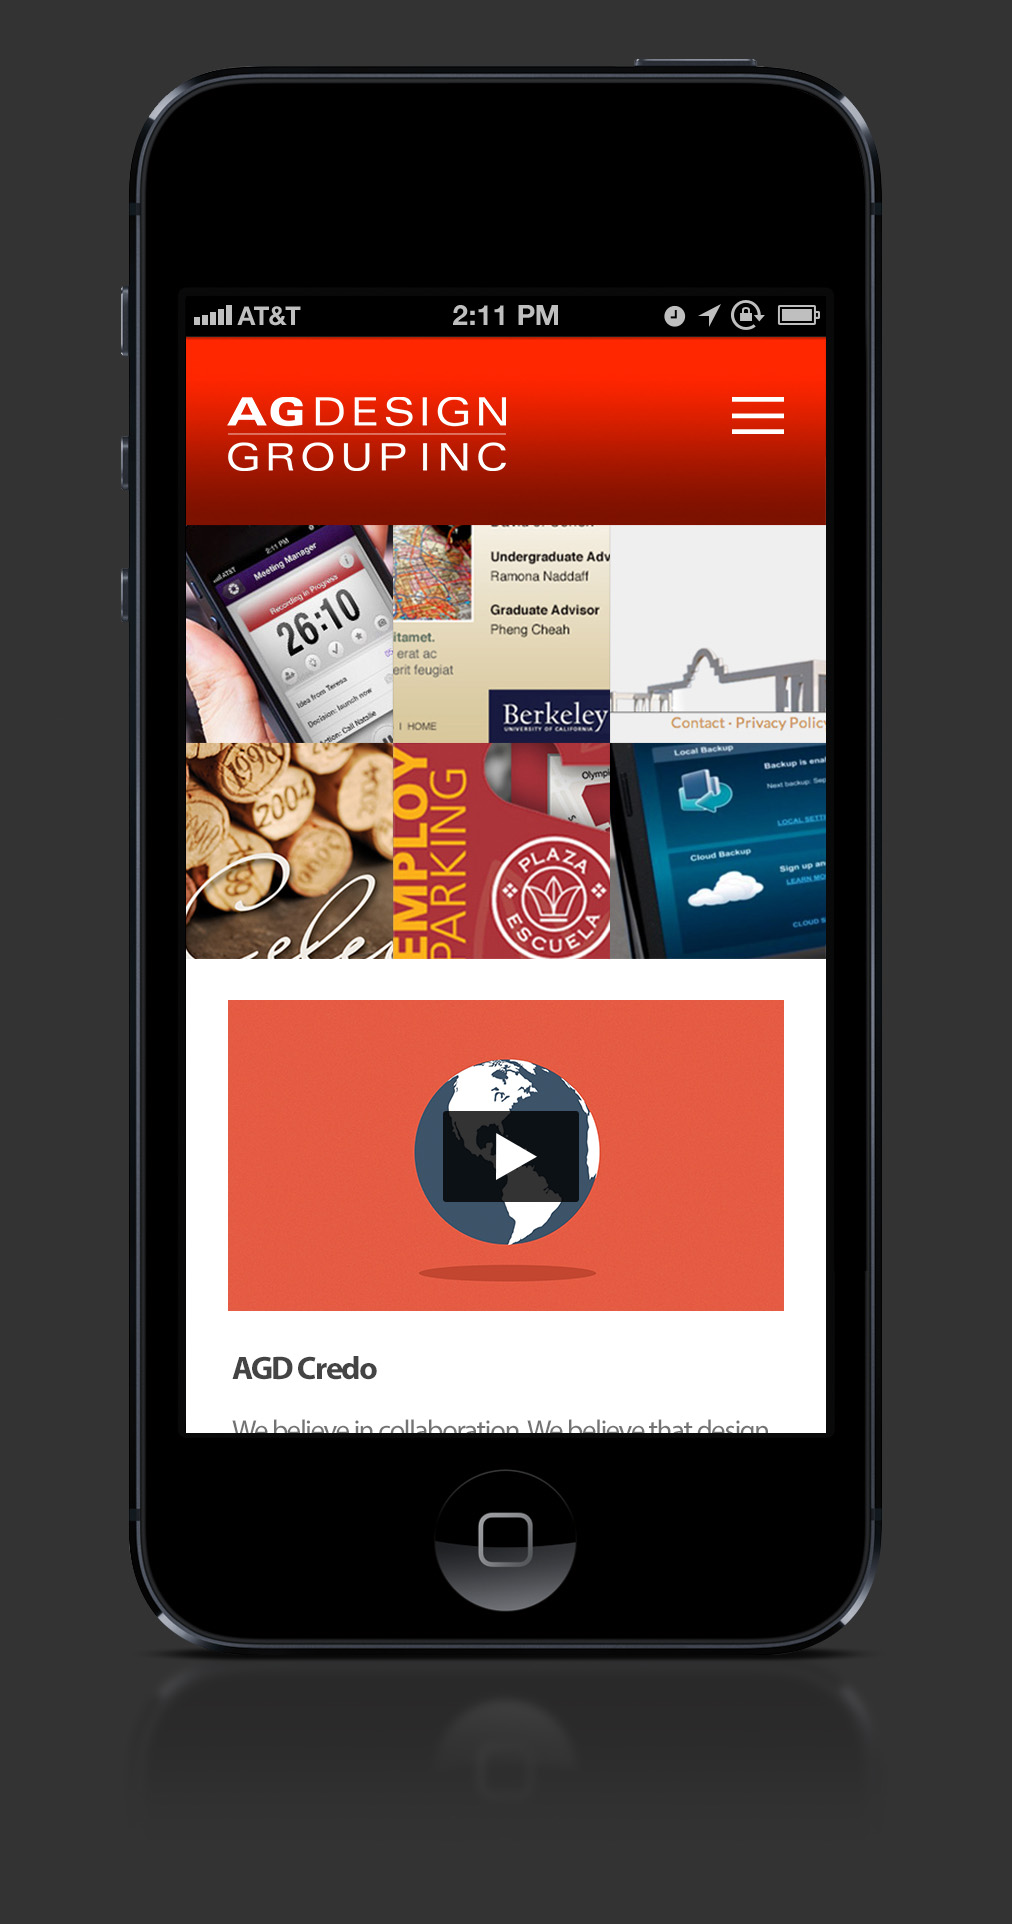 AT&T 2:11 PM
AG DESIGN
GROUP INC
AT&T 2:11 PM
Meeting Manager
Recording in Progress
26:10
Idea from Teresa
Decision: launch now
Action: Call Natalie
Undergraduate Adv
Ramona Naddaff
Graduate Advisor
Pheng Cheah
itamet.
erat ac
erit feugiat
I HOME
Berkeley
UNIVERSITY OF CALIFORNIA
Contact · Privacy Policy
2004
2004
Cele
EMPLOY
PARKING
Olympi
PLAZA
ESCUELA
Local Backup
Backup is ena
Next backup: Sep
LOCAL SETT
Cloud Backup
Sign up an
LEARN MO
CLOUD S
AGD Credo
We believe in collaboration. We believe that design